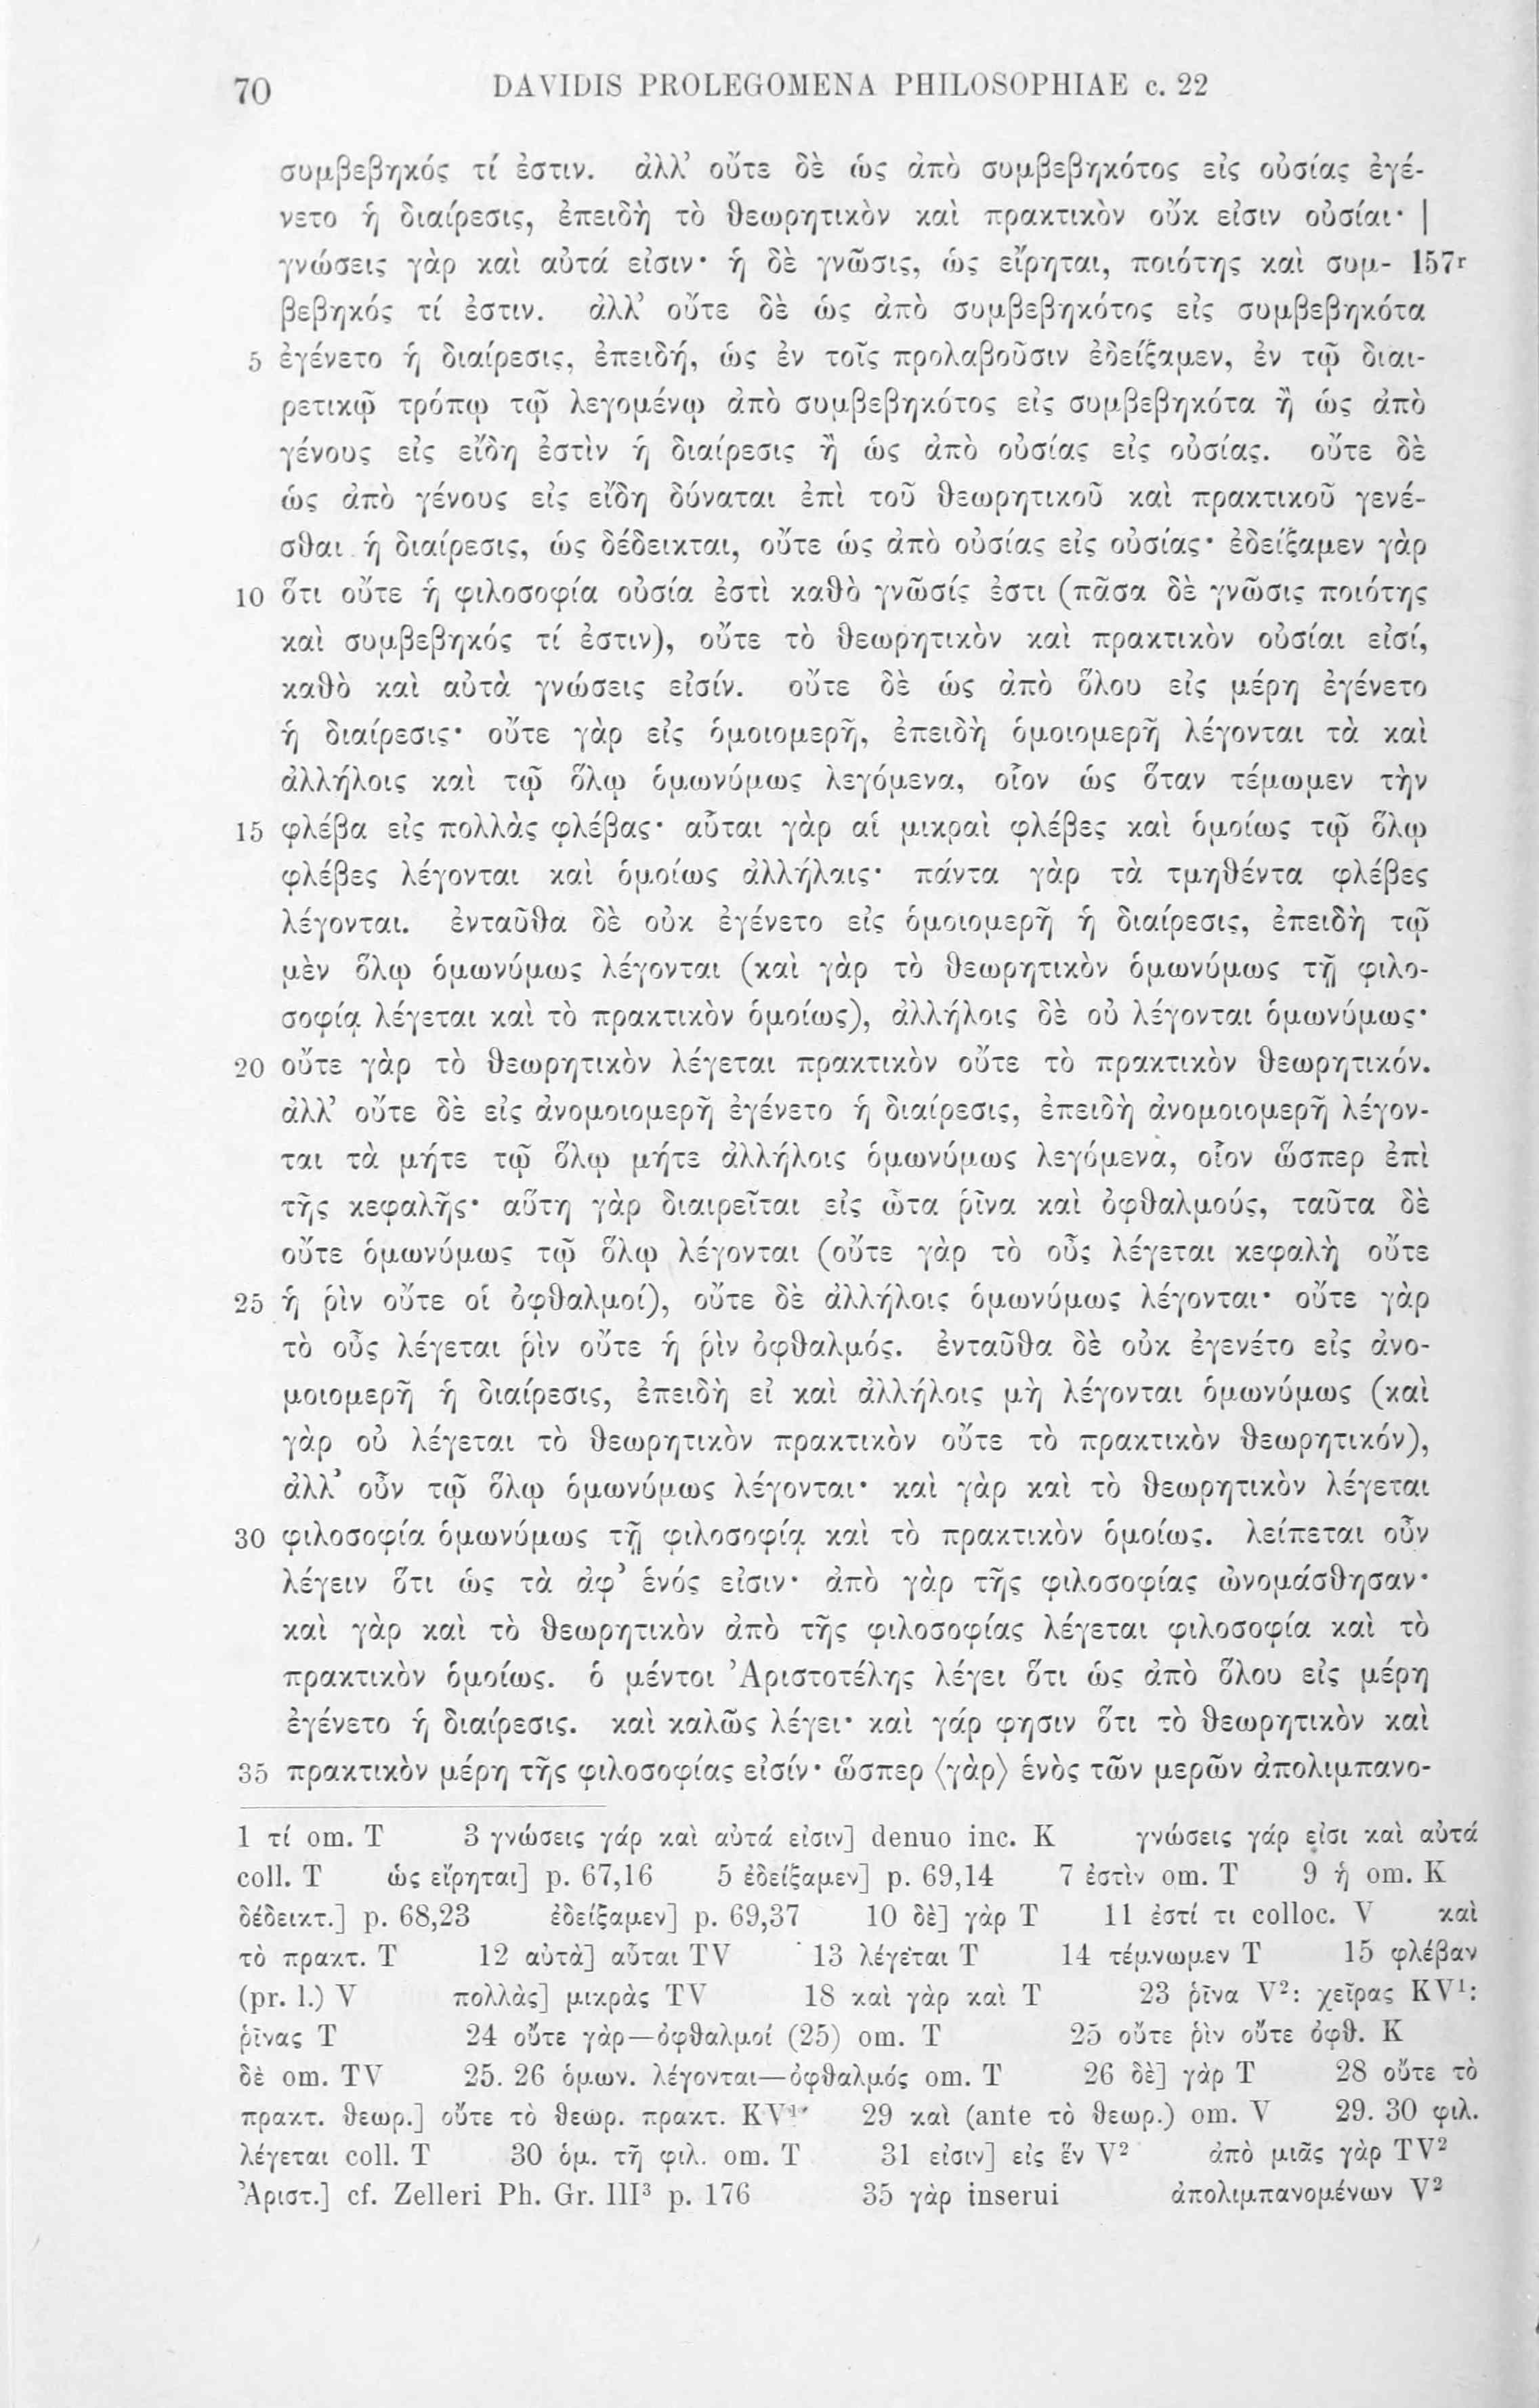 70 DAVIDIS PROLEGOMENA PHILOSOPHIAE c. 22
συμβεβηκός τί ἐστιν. ἀλλ’ οὔτε δὲ ὡς ἀπὸ συμβεβηκότος εἰς οὐσίας ἐγέ-
νετο ἡ διαίρεσις, ἐπειδὴ τὸ θεωρητικὸν καὶ πρακτικὸν οὔκ εἰσιν οὐσίαι· |
γνώσεις γὰρ καὶ αὐτά εἰσιν· ἡ δὲ γνῶσις, ὡς εἴρηται, ποιότης καὶ συμ- 157r
βεβηκός τί ἐστιν. ἀλλ’ οὔτε δὲ ὡς ἀπὸ συμβεβηκότος εἰς συμβεβηκότα
5 ἐγένετο ἡ διαίρεσις, ἐπειδή, ὡς ἐν τοῖς προλαβοῦσιν ἐδείξαμεν, ἐν τῷ διαι-
ρετικῷ τρόπῳ τῷ λεγομένῳ ἀπὸ συμβεβηκότος εἰς συμβεβηκότα ἢ ὡς ἀπὸ
γένους εἰς εἴδη ἐστὶν ἡ διαίρεσις ἢ ὡς ἀπὸ οὐσίας εἰς οὐσίας. οὔτε δὲ
ὡς ἀπὸ γένους εἰς εἴδη δύναται ἐπὶ τοῦ θεωρητικοῦ καὶ πρακτικοῦ γενέ-
σθαι ἡ διαίρεσις, ὡς δέδεικται, οὔτε ὡς ἀπὸ οὐσίας εἰς οὐσίας· ἐδείξαμεν γὰρ
10 ὅτι οὔτε ἡ φιλοσοφία οὐσία ἐστὶ καθὸ γνῶσίς ἐστι (πᾶσα δὲ γνῶσις ποιότης
καὶ συμβεβηκός τί ἐστιν), οὔτε τὸ θεωρητικὸν καὶ πρακτικὸν οὐσίαι εἰσί,
καθὸ καὶ αὐτὰ γνώσεις εἰσίν. οὔτε δὲ ὡς ἀπὸ ὅλου εἰς μέρη ἐγένετο
ἡ διαίρεσις· οὔτε γὰρ εἰς ὁμοιομερῆ, ἐπειδὴ ὁμοιομερῆ λέγονται τὰ καὶ
ἀλλήλοις καὶ τῷ ὅλῳ ὁμωνύμως λεγόμενα, οἷον ὡς ὅταν τέμωμεν τὴν
15 φλέβα εἰς πολλὰς φλέβας· αὗται γὰρ αἱ μικραὶ φλέβες καὶ ὁμοίως τῷ ὅλῳ
φλέβες λέγονται καὶ ὁμοίως ἀλλήλαις· πάντα γὰρ τὰ τμηθέντα φλέβες
λέγονται. ἐνταῦθα δὲ οὐκ ἐγένετο εἰς ὁμοιομερῆ ἡ διαίρεσις, ἐπειδὴ τῷ
μὲν ὅλῳ ὁμωνύμως λέγονται (καὶ γὰρ τὸ θεωρητικὸν ὁμωνύμως τῇ φιλο-
σοφίᾳ λέγεται καὶ τὸ πρακτικὸν ὁμοίως), ἀλλήλοις δὲ οὐ λέγονται ὁμωνύμως·
20 οὔτε γὰρ τὸ θεωρητικὸν λέγεται πρακτικὸν οὔτε τὸ πρακτικὸν θεωρητικόν.
ἀλλ’ οὔτε δὲ εἰς ἀνομοιομερῆ ἐγένετο ἡ διαίρεσις, ἐπειδὴ ἀνομοιομερῆ λέγον-
ται τὰ μήτε τῷ ὅλῳ μήτε ἀλλήλοις ὁμωνύμως λεγόμενα, οἷον ὥσπερ ἐπὶ
τῆς κεφαλῆς· αὕτη γὰρ διαιρεῖται εἰς ὦτα ῥῖνα καὶ ὀφθαλμούς, ταῦτα δὲ
οὔτε ὁμωνύμως τῷ ὅλῳ λέγονται (οὔτε γὰρ τὸ οὖς λέγεται κεφαλὴ οὔτε
25 ἡ ῥὶν οὔτε οἱ ὀφθαλμοί), οὔτε δὲ ἀλλήλοις ὁμωνύμως λέγονται· οὔτε γὰρ
τὸ οὖς λέγεται ῥὶν οὔτε ἡ ῥὶν ὀφθαλμός. ἐνταῦθα δὲ οὐκ ἐγενέτο εἰς ἀνο-
μοιομερῆ ἡ διαίρεσις, ἐπειδὴ εἰ καὶ ἀλλήλοις μὴ λέγονται ὁμωνύμως (καὶ
γὰρ οὐ λέγεται τὸ θεωρητικὸν πρακτικὸν οὔτε τὸ πρακτικὸν θεωρητικόν),
ἀλλ’ οὖν τῷ ὅλῳ ὁμωνύμως λέγονται· καὶ γὰρ καὶ τὸ θεωρητικὸν λέγεται
30 φιλοσοφία ὁμωνύμως τῇ φιλοσοφίᾳ καὶ τὸ πρακτικὸν ὁμοίως. λείπεται οὖν
λέγειν ὅτι ὡς τὰ ἀφ’ ἑνός εἰσιν· ἀπὸ γὰρ τῆς φιλοσοφίας ὠνομάσθησαν·
καὶ γὰρ καὶ τὸ θεωρητικὸν ἀπὸ τῆς φιλοσοφίας λέγεται φιλοσοφία καὶ τὸ
πρακτικὸν ὁμοίως. ὁ μέντοι Ἀριστοτέλης λέγει ὅτι ὡς ἀπὸ ὅλου εἰς μέρη
ἐγένετο ἡ διαίρεσις. καὶ καλῶς λέγει· καὶ γάρ φησιν ὅτι τὸ θεωρητικὸν καὶ
35 πρακτικὸν μέρη τῆς φιλοσοφίας εἰσίν· ὥσπερ ⟨γὰρ⟩ ἑνὸς τῶν μερῶν ἀπολιμπανο-
1 τί om. T 3 γνώσεις γάρ καὶ αὐτά εἰσιν] denuo inc. K γνώσεις γάρ εἰσι καὶ αὐτά
coll. T ὡς εἴρηται] p. 67,16 5 ἐδείξαμεν] p. 69,14 7 ἐστὶν om. T 9 ἡ om. K
δέδεικτ.] p. 68,23 ἐδείξαμεν] p. 69,37 10 δὲ] γὰρ T 11 ἐστί τι colloc. V καὶ
τὸ πρακτ. T 12 αὐτὰ] αὗται TV 13 λέγεται T 14 τέμνωμεν T 15 φλέβαν
(pr. l.) V πολλὰς] μικρὰς TV 18 καὶ γὰρ καὶ T 23 ῥῖνα V²: χεῖρας KV¹:
ῥῖνας T 24 οὔτε γὰρ—ὀφθαλμοί (25) om. T 25 οὔτε ῥὶν οὔτε ὀφθ. K
δὲ om. TV 25. 26 ὁμων. λέγονται—ὀφθαλμός om. T 26 δὲ] γὰρ T 28 οὔτε τὸ
πρακτ. θεωρ.] οὔτε τὸ θεωρ. πρακτ. KV¹ 29 καὶ (ante τὸ θεωρ.) om. V 29. 30 φιλ.
λέγεται coll. T 30 ὁμ. τῇ φιλ. om. T 31 εἰσιν] εἰς ἕν V² ἀπὸ μιᾶς γὰρ TV²
Ἀριστ.] cf. Zelleri Ph. Gr. III³ p. 176 35 γὰρ inserui ἀπολιμπανομένων V²